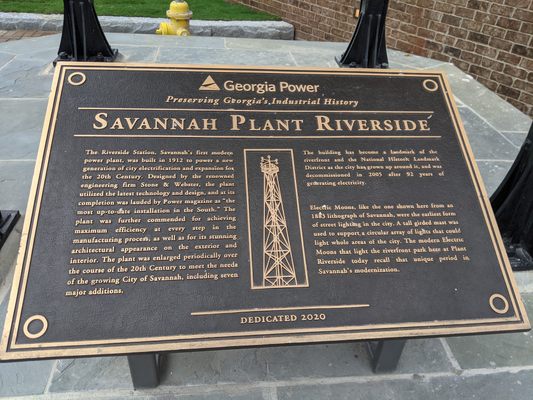 Georgia Power
Preserving Georgia's Industrial History
SAVANNAH PLANT RIVERSIDE
The Riverside Station, Savannah's first modern
power plant, was built in 1912 to power a new
generation of city electrification and expansion for
the 20th Century. Designed by the renowned
engineering firm Stone & Webster, the plant
utilized the latest technology and design, and at its
completion was lauded by Power magazine as "the
most up-to-date installation in the South." The
plant was further commended for achieving
maximum efficiency at every step in the
manufacturing process, as well as for its stunning
architectural appearance on the exterior and
interior. The plant was enlarged periodically over
the course of the 20th Century to meet the needs
of the growing City of Savannah, including seven
major additions.
The building has become a landmark of the
riverfront and the National Historic Landmark
District as the city has grown up around it, and was
decommissioned in 2005 after 92 years of
generating electricity.
Electric Moons, like the one shown here from an
1883 lithograph of Savannah, were the earliest form
of street lighting in the city. A tall girded mast was
used to support a circular array of lights that could
light whole areas of the city. The modern Electric
Moons that light the riverfront park here at Plant
Riverside today recall that unique period in
Savannah's modernization.
DEDICATED 2020